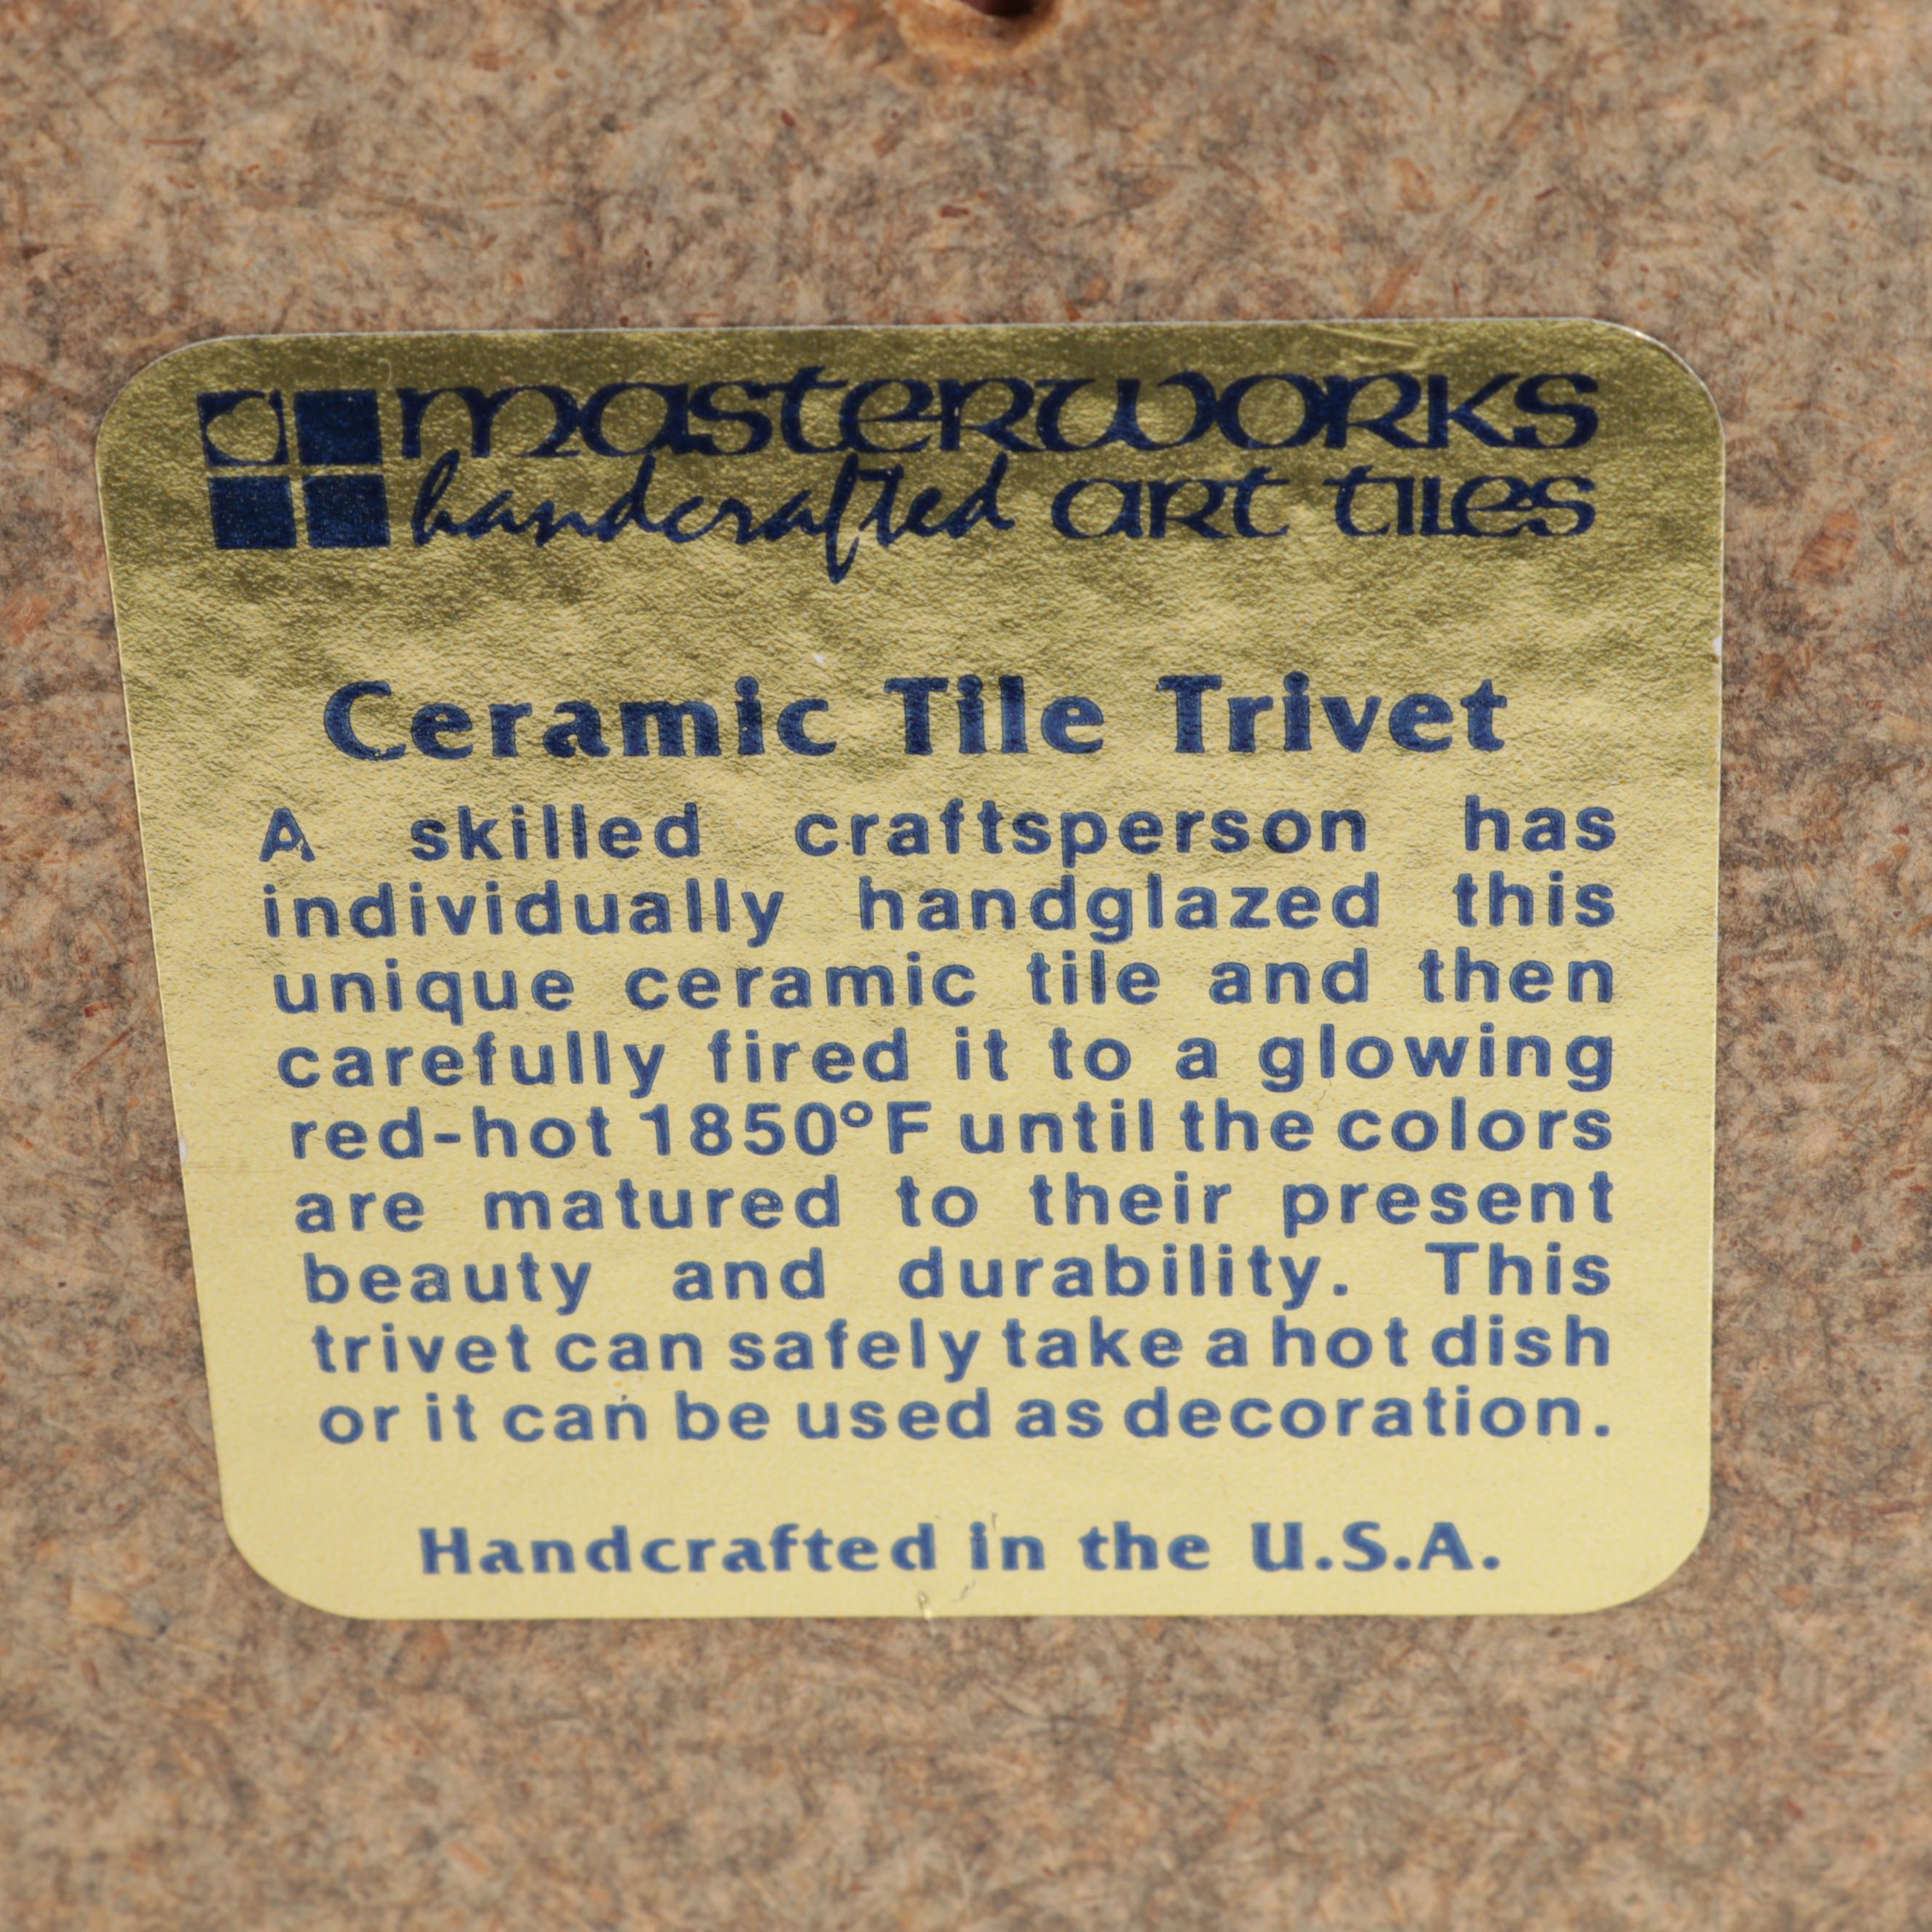 masterworks
handcrafted art tiles
Ceramic Tile Trivet
A skilled craftsperson has
individually handglazed this
unique ceramic tile and then
carefully fired it to a glowing
red-hot 1850°F until the colors
are matured to their present
beauty and durability. This
trivet can safely take a hot dish
or it can be used as decoration.
Handcrafted in the U.S.A.